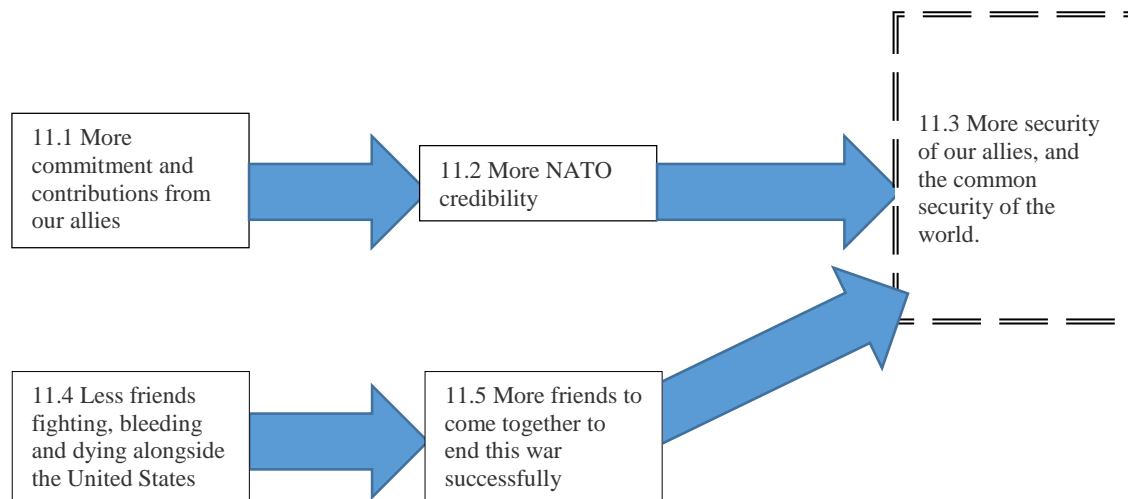 11.1 More
commitment and
contributions from
our allies
11.2 More NATO
credibility
11.3 More security
of our allies, and
the common
security of the
world.
11.4 Less friends
fighting, bleeding
and dying alongside
the United States
11.5 More friends to
come together to
end this war
successfully